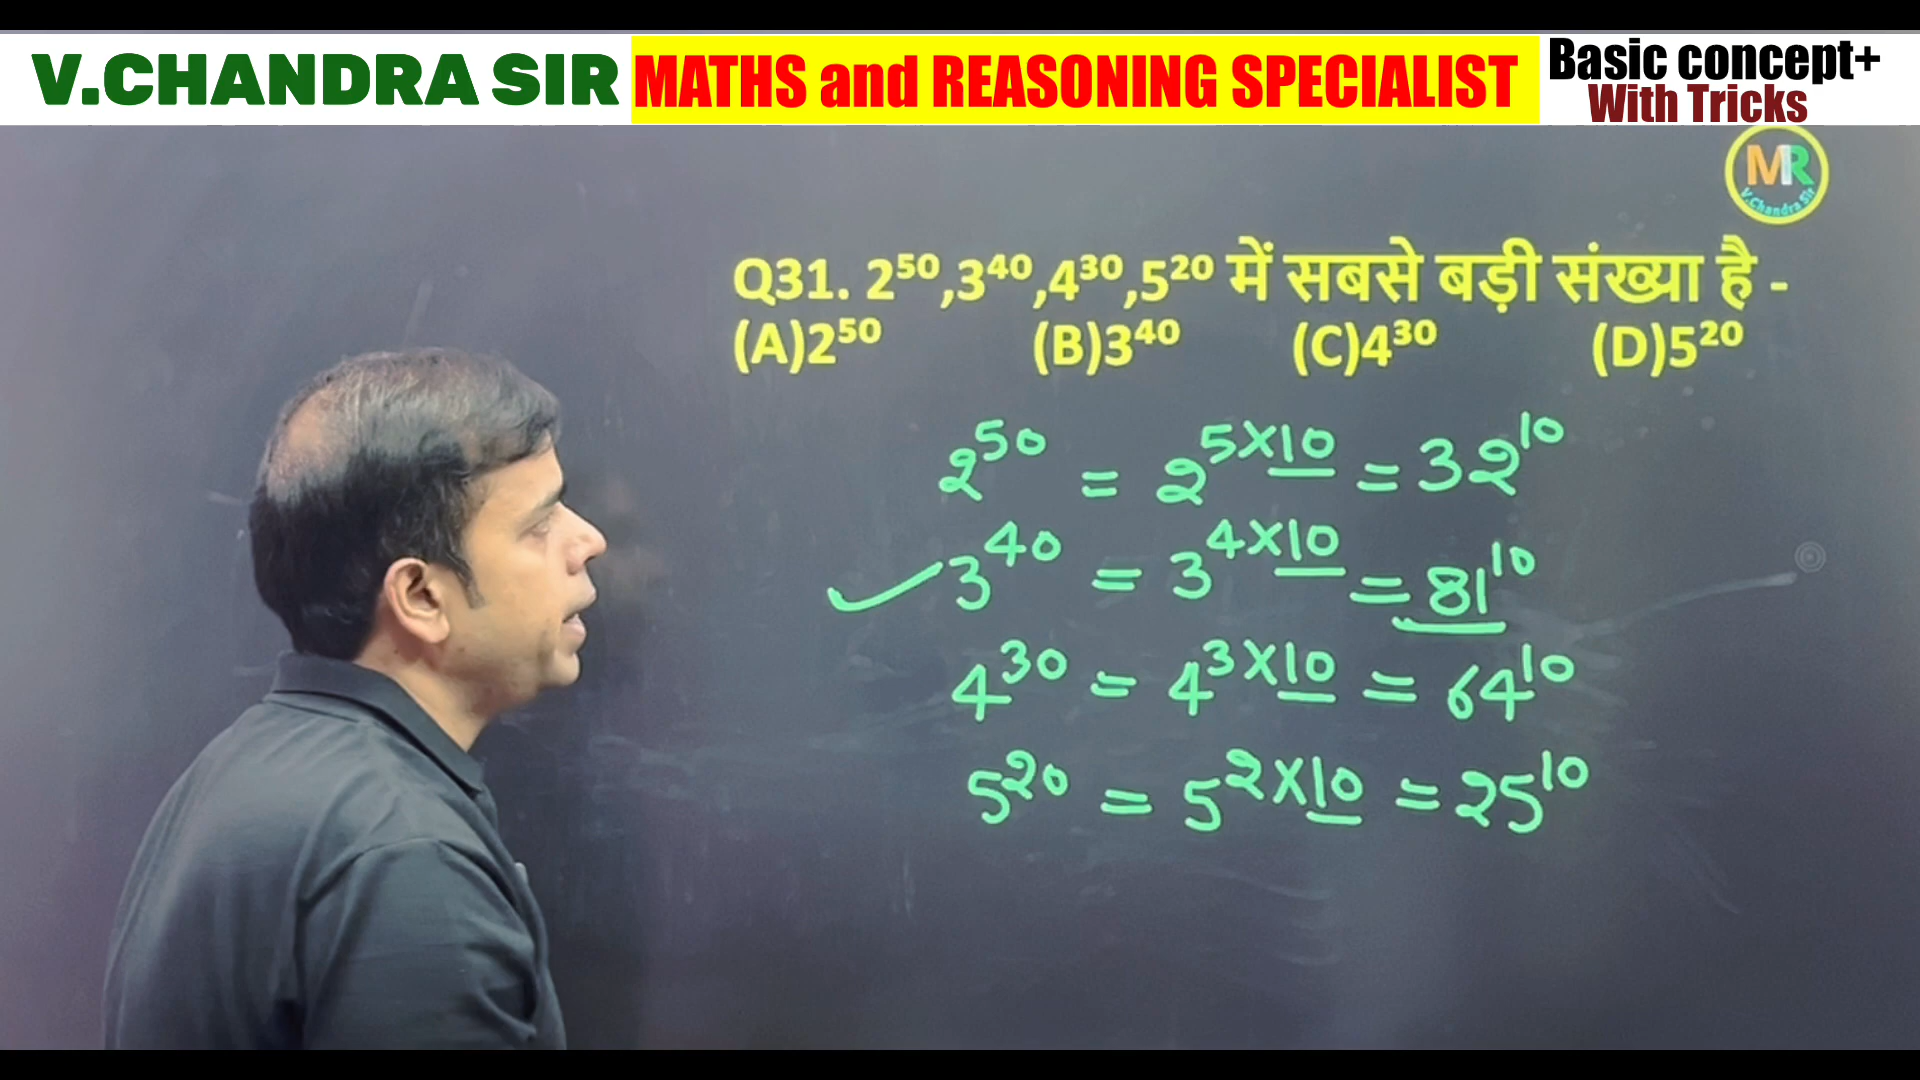 V.CHANDRA SIR MATHS and REASONING SPECIALIST Basic concept+
With Tricks
MR
V.Chandra Sir
Q31. 2⁵⁰,3⁴⁰,4³⁰,5²⁰ में सबसे बड़ी संख्या है -
(A)2⁵⁰ (B)3⁴⁰ (C)4³⁰ (D)5²⁰
2⁵⁰ = 2⁵ˣ¹⁰ = 32¹⁰
✓3⁴⁰ = 3⁴ˣ¹⁰ = 81¹⁰
4³⁰ = 4³ˣ¹⁰ = 64¹⁰
5²⁰ = 5²ˣ¹⁰ = 25¹⁰